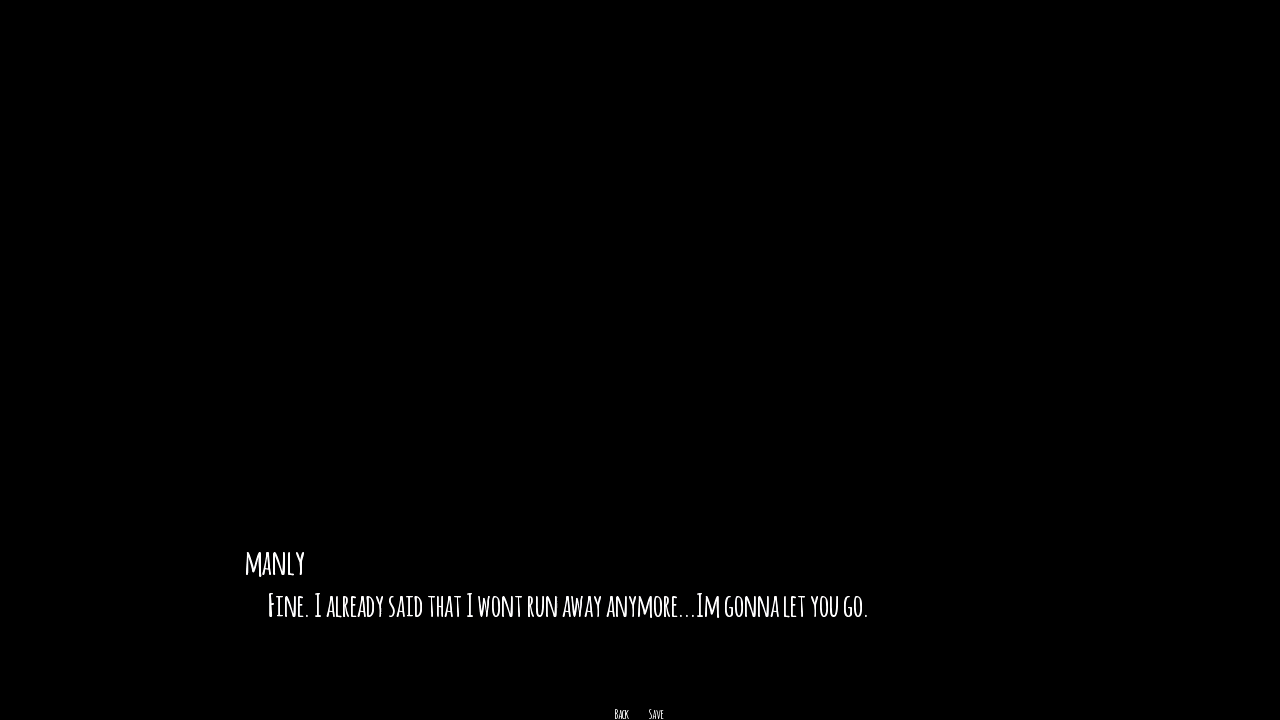 MANLY
FINE. I ALREADY SAID THAT I WONT RUN AWAY ANYMORE...IM GONNA LET YOU GO.
BACK SAVE